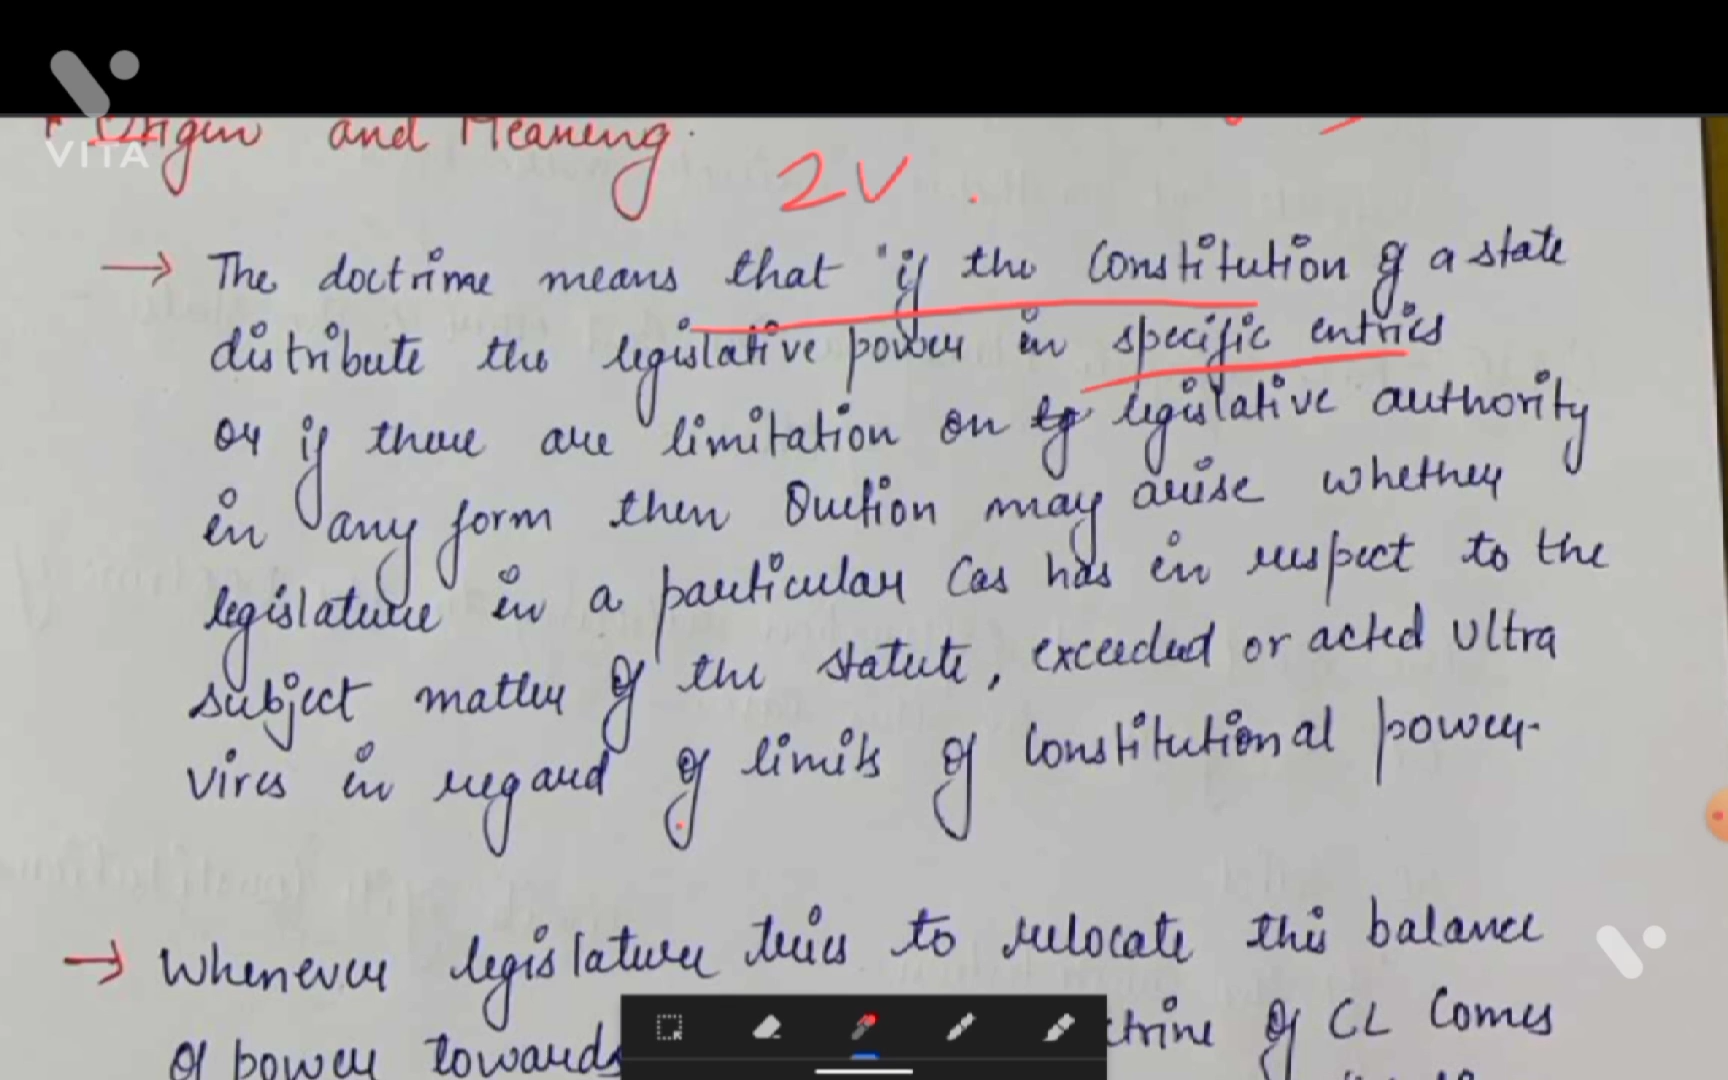 VITA
Origin and Meaning.
2V.
→ The doctrine means that "if the Constitution of a state
distribute the legislative power in specific entries
or if there are limitation on legislative authority
in any form then Quetion may arise whether
legislature in a particular Cas has in respect to the
subject matter of the statute, exceeded or acted ultra
vires in regard of limits of Constitutional power.
→ Whenever legislature tries to relocate this balance
of power towards ctrine of CL Comes